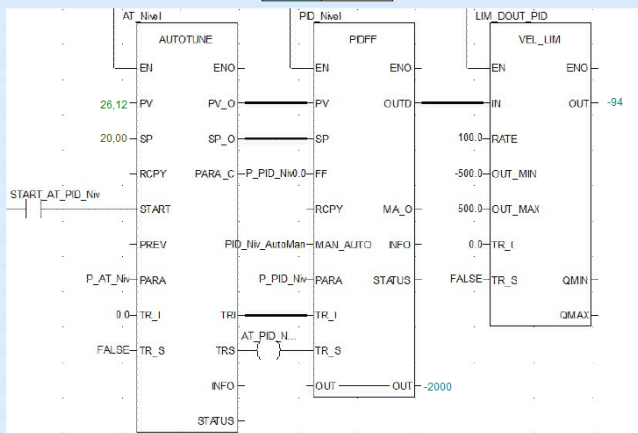 AT_Nivel PID_Nivel LIM_DOUT_PID
AUTOTUNE PIDFF VEL_LIM
EN ENO EN ENO EN ENO
26,12 PV PV_O PV OUTD IN OUT -94
20,00 SP SP_O SP 100.0 RATE
RCPY PARA_C P_PID_Niv0.0 FF -500.0 OUT_MIN
START_AT_PID_Niv START RCPY MA_O 500.0 OUT_MAX
PREV PID_Niv_AutoMan MAN_AUTO INFO 0.0 TR_I
P_AT_Niv PARA P_PID_Niv PARA STATUS FALSE TR_S QMIN
0.0 TR_I TRI TR_I QMAX
FALSE TR_S TRS AT_PID_N... TR_S
INFO OUT OUT -2000
STATUS